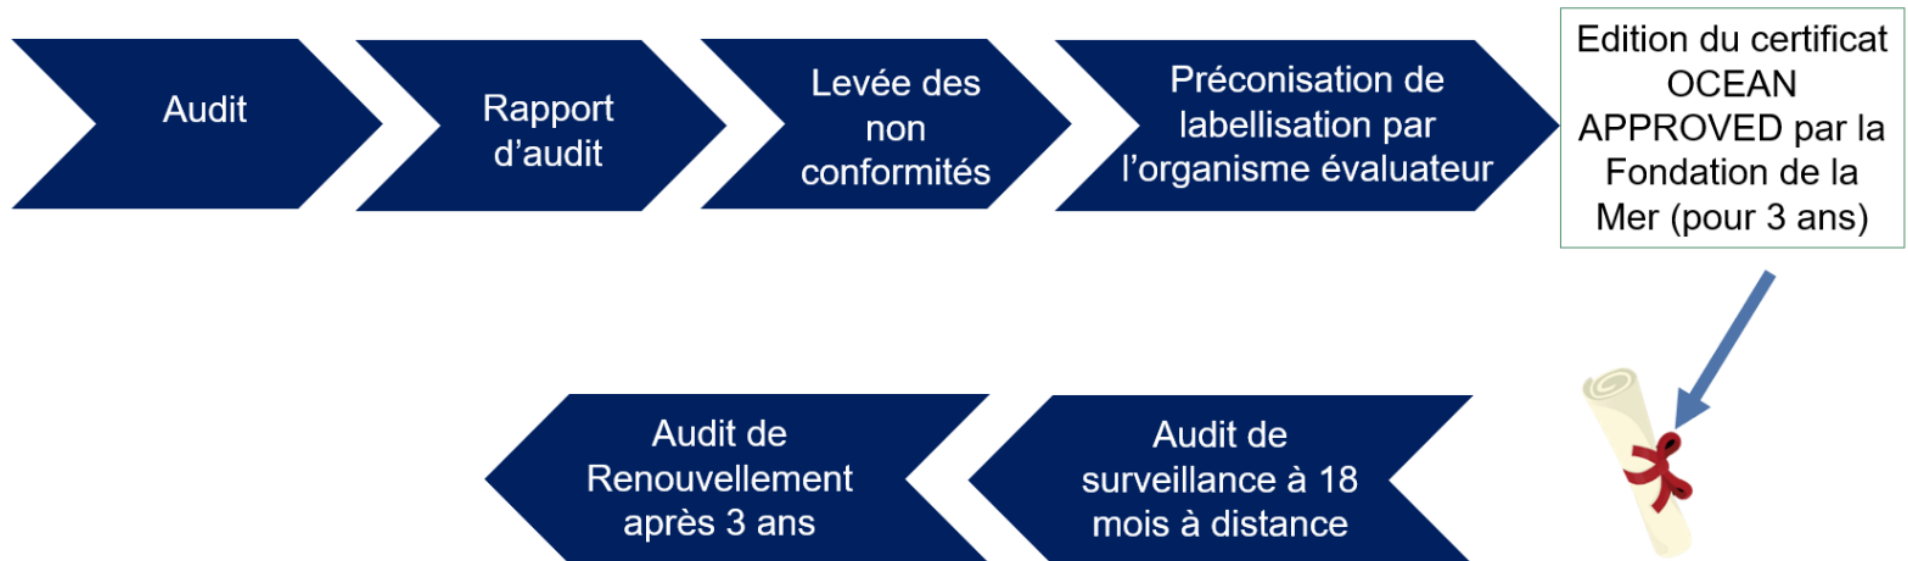 Audit
Rapport
d’audit
Levée des
non
conformités
Préconisation de
labellisation par
l’organisme évaluateur
Edition du certificat
OCEAN
APPROVED par la
Fondation de la
Mer (pour 3 ans)
Audit de
surveillance à 18
mois à distance
Audit de
Renouvellement
après 3 ans